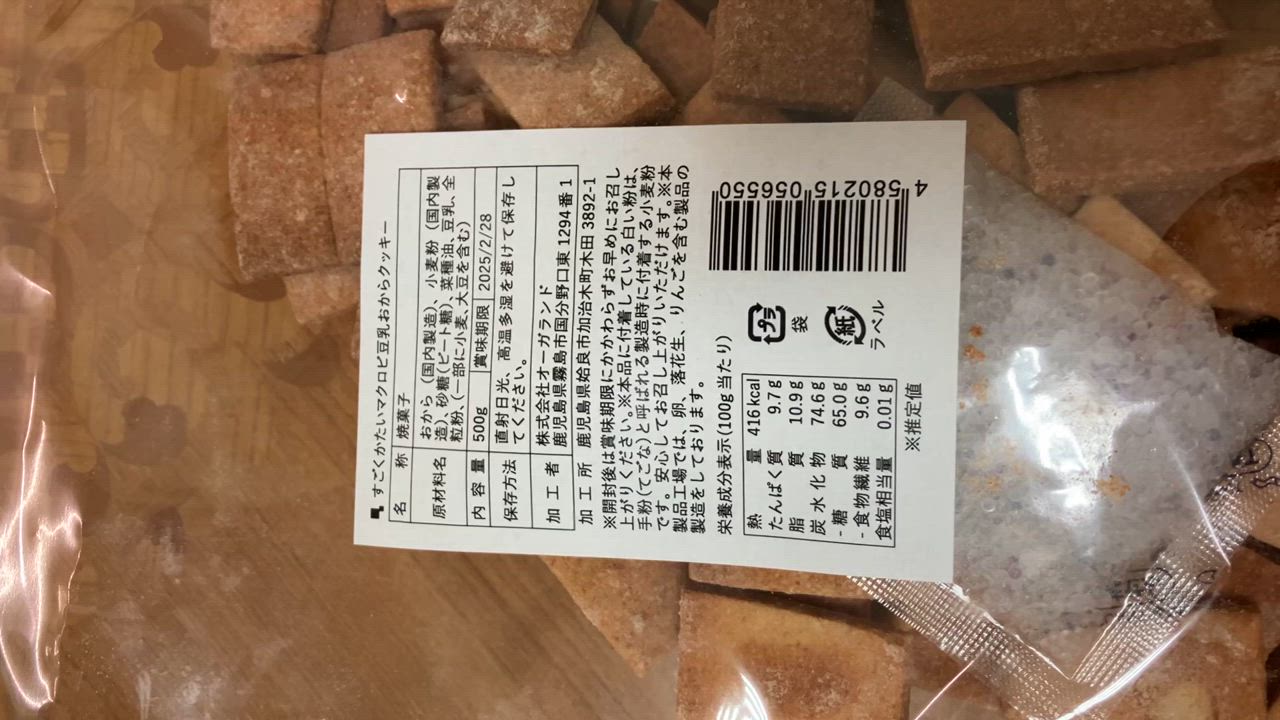 すごくかたいマクロビ豆乳おからクッキー
名 称 焼菓子
原材料名 おから（国内製造）、小麦粉（国内製
造）、砂糖（ビート糖）、菜種油、豆乳、全
粒粉、（一部に小麦、大豆を含む）
内 容 量 500g 賞味期限 2025/2/28
保存方法 直射日光、高温多湿を避けて保存し
てください。
加 工 者 株式会社オーガランド
鹿児島県霧島市国分野口東1294番1
加 工 所 鹿児島県姶良市加治木町木田3892-1
※開封後は賞味期限にかかわらずお早めにお召し
上がりください。※本品に付着している白い粉は、
手粉（てごな）と呼ばれる製造時に付着する小麦粉
です。安心してお召し上がりいただけます。※本
製品工場では、卵、落花生、りんごを含む製品の
製造をしております。
栄養成分表示（100g当たり）
熱 量 416kcal
たんぱく質 9.7g
脂 質 10.9g
炭水化物 74.6g
- 糖 質 65.0g
- 食物繊維 9.6g
食塩相当量 0.01g
※推定値
プラ
袋
紙
ラベル
4 580215 056550